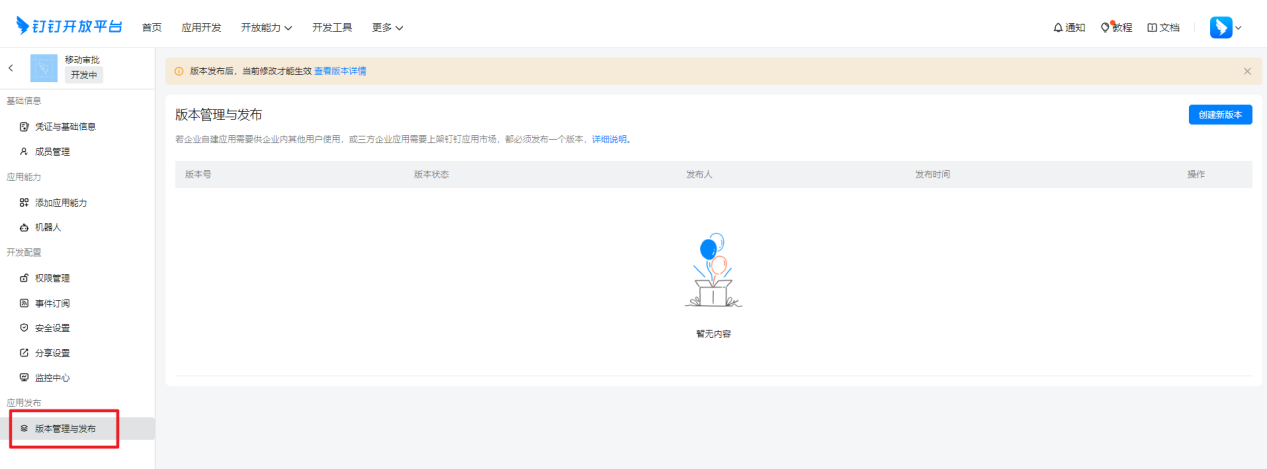 钉钉开放平台 首页 应用开发 开放能力 开发工具 更多 通知 教程 文档
移动审批
开发中
版本发布后，当前修改才能生效 查看版本详情
基础信息
凭证与基础信息
成员管理
应用能力
添加应用能力
机器人
开发配置
权限管理
事件订阅
安全设置
分享设置
监控中心
应用发布
版本管理与发布
版本管理与发布
创建新版本
若企业自建应用需要供企业内其他用户使用，或三方企业应用需要上架钉钉应用市场，都必须发布一个版本，详细说明。
版本号 版本状态 发布人 发布时间 操作
暂无内容